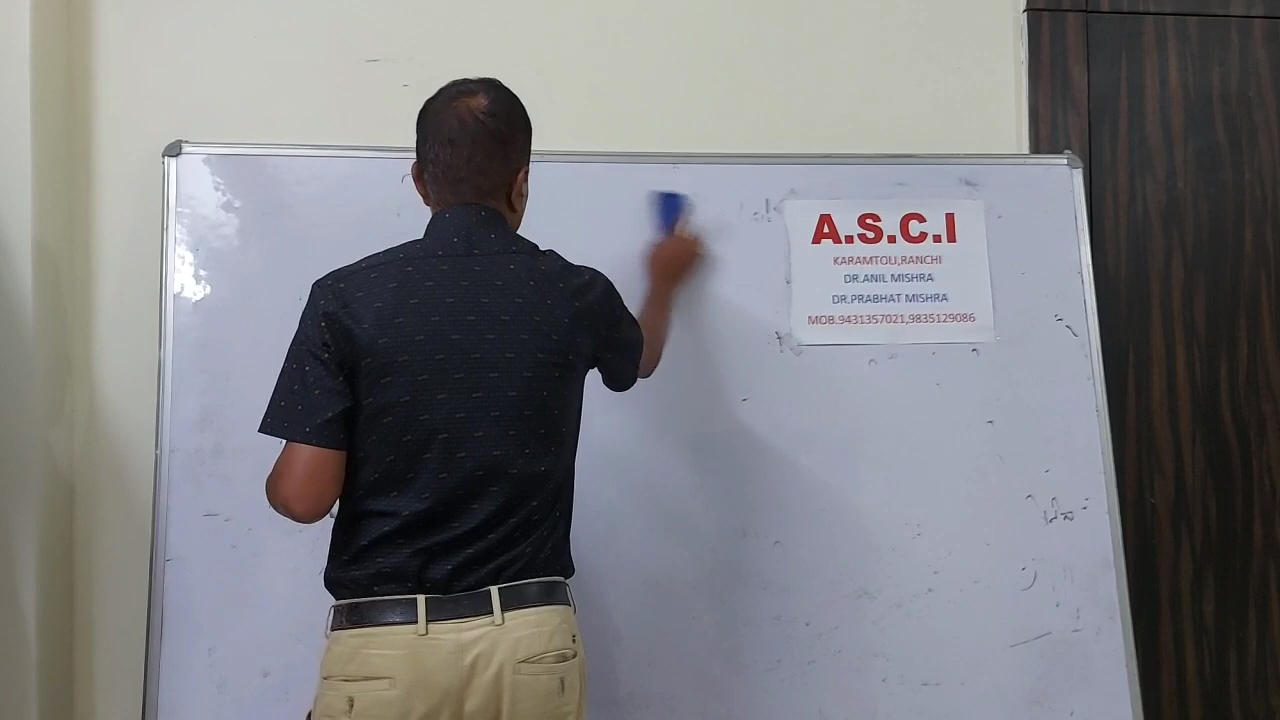 A.S.C.I
KARAMTOLI,RANCHI
DR.ANIL MISHRA
DR.PRABHAT MISHRA
MOB.9431357021,9835129086